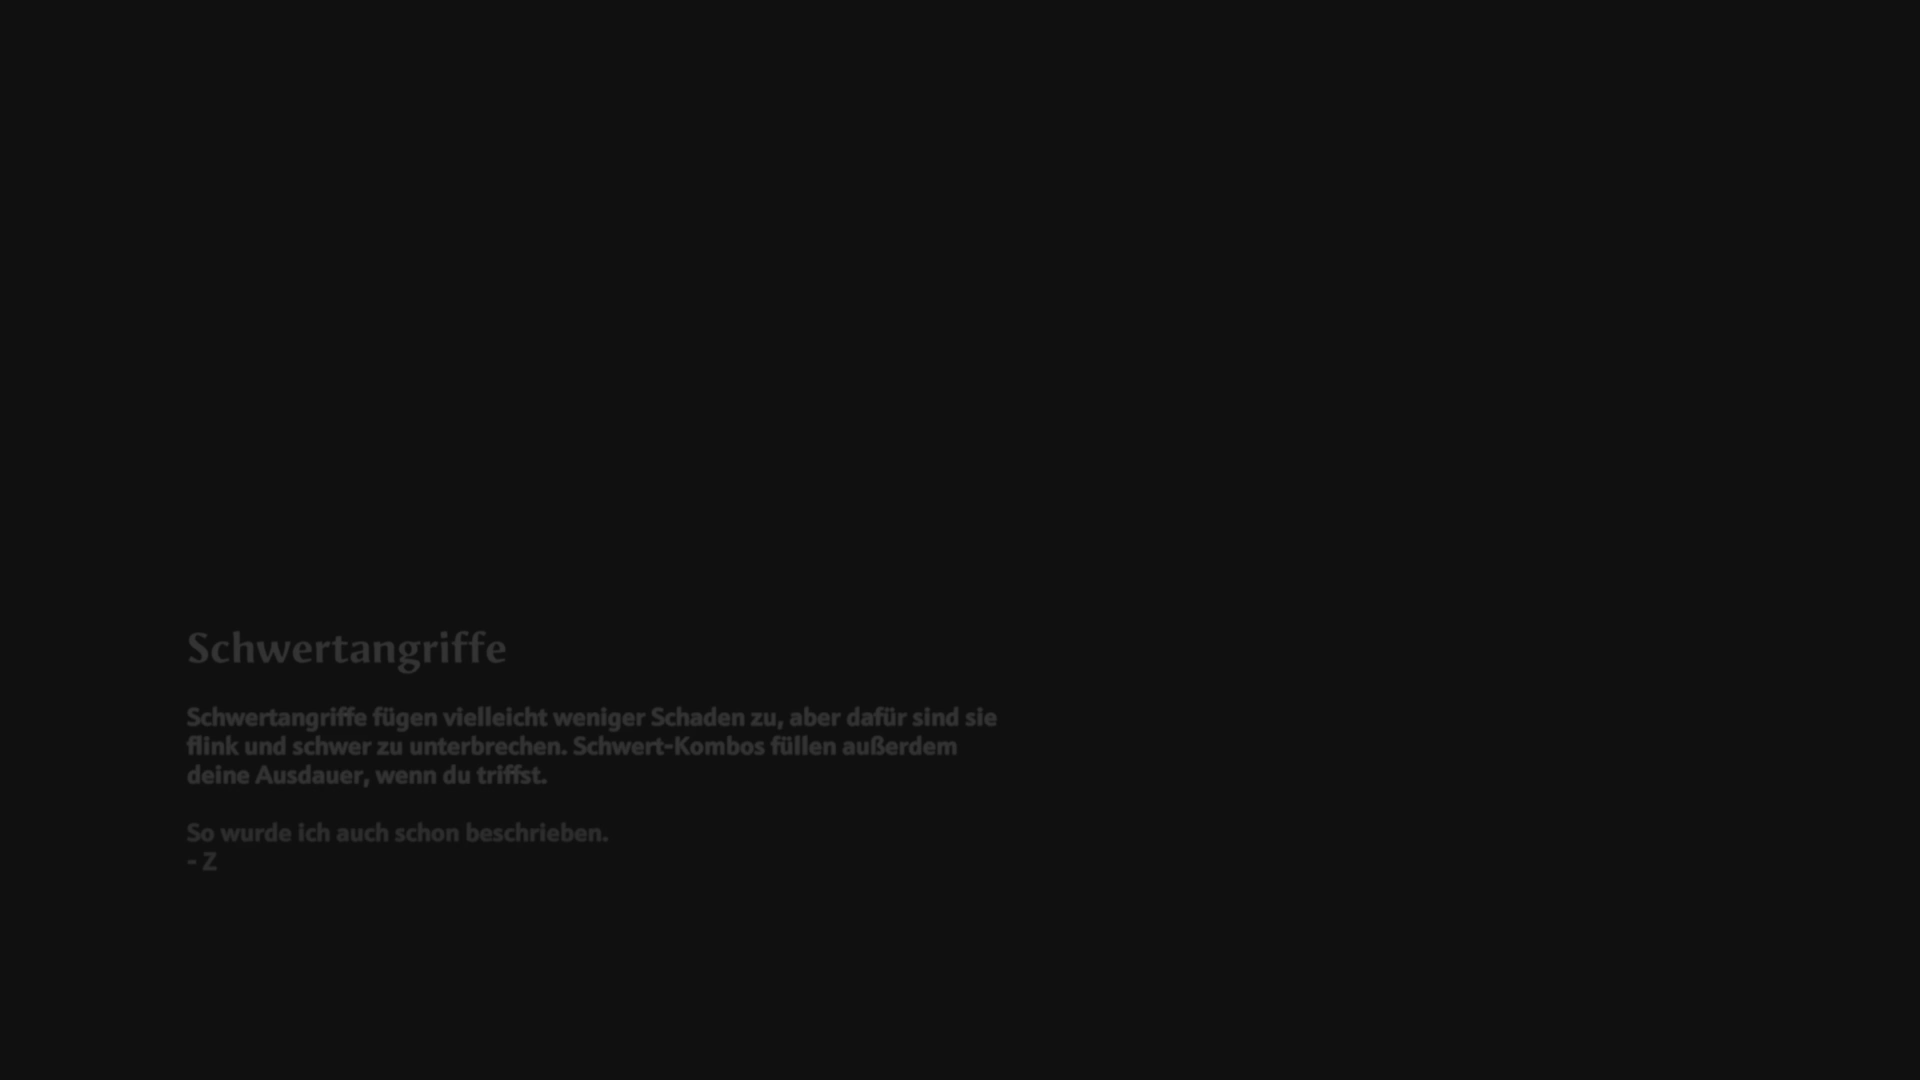 Schwertangriffe
Schwertangriffe fügen vielleicht weniger Schaden zu, aber dafür sind sie
flink und schwer zu unterbrechen. Schwert-Kombos füllen außerdem
deine Ausdauer, wenn du triffst.
So wurde ich auch schon beschrieben.
- Z